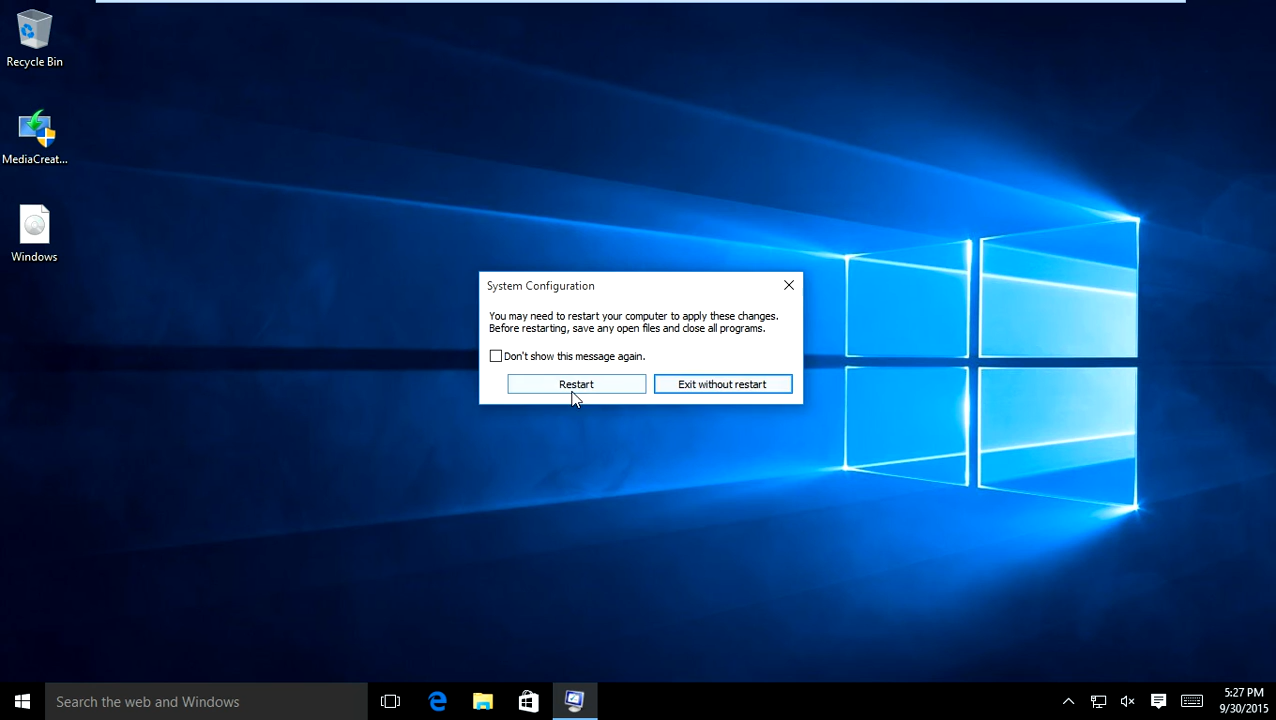 Recycle Bin
MediaCreat...
Windows
System Configuration
You may need to restart your computer to apply these changes.
Before restarting, save any open files and close all programs.
Don't show this message again.
Restart
Exit without restart
Search the web and Windows
5:27 PM
9/30/2015